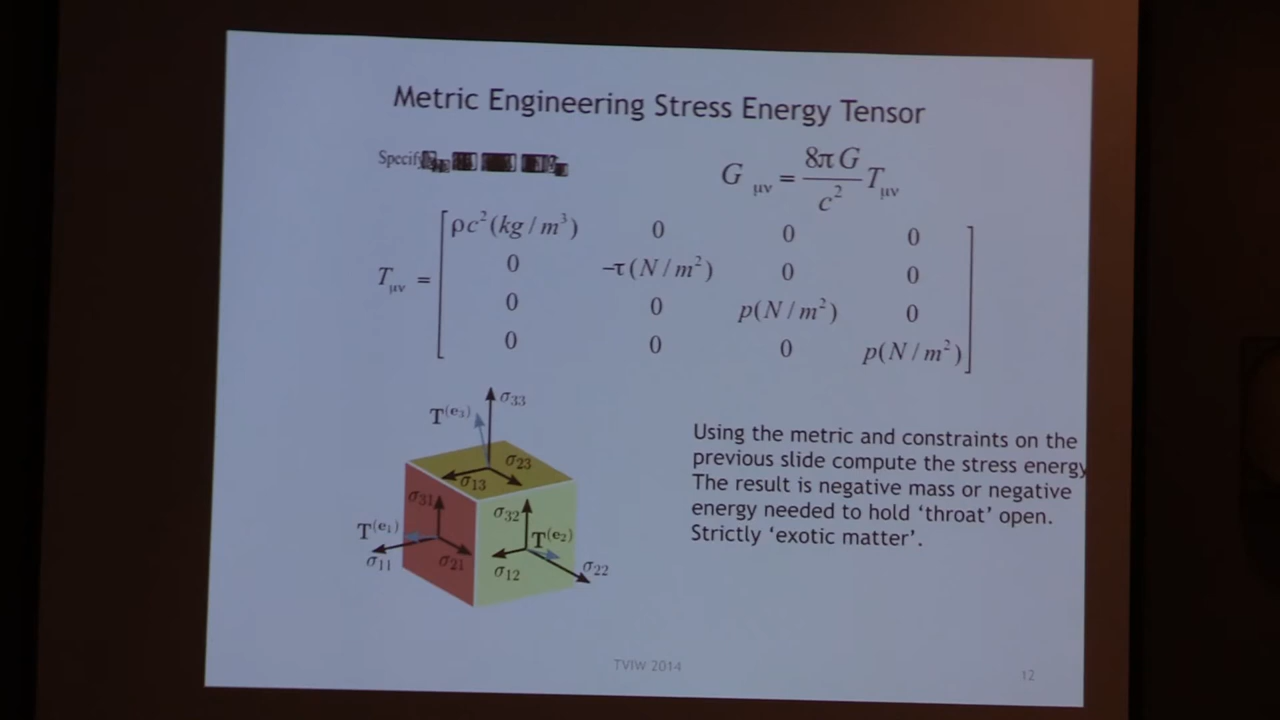 Metric Engineering Stress Energy Tensor
Specify
G μν = 8π G / c² T μν
T μν = [ ρc²(kg/m³) 0 0 0
0 −τ(N/m²) 0 0
0 0 p(N/m²) 0
0 0 0 p(N/m²) ]
σ33
T(e3)
σ23
σ13
σ31
σ32
T(e1)
T(e2)
σ11
σ21
σ12
σ22
Using the metric and constraints on the
previous slide compute the stress energy
The result is negative mass or negative
energy needed to hold ‘throat’ open.
Strictly ‘exotic matter’.
TVIW 2014
12